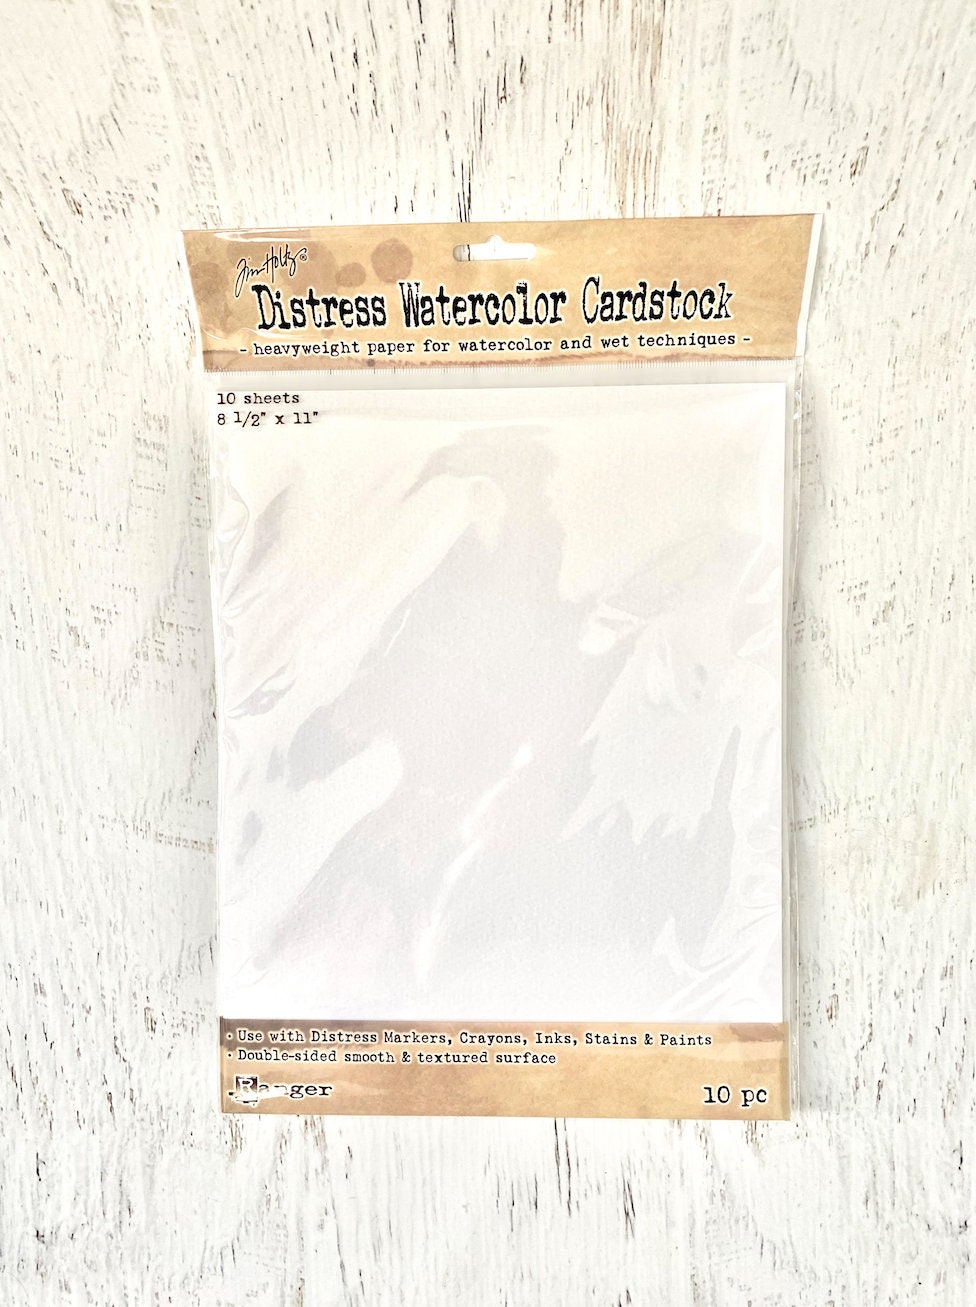 Tim Holtz®
Distress Watercolor Cardstock
- heavyweight paper for watercolor and wet techniques -
10 sheets
8 1/2" x 11"
· Use with Distress Markers, Crayons, Inks, Stains & Paints
· Double-sided smooth & textured surface
Ranger
10 pc